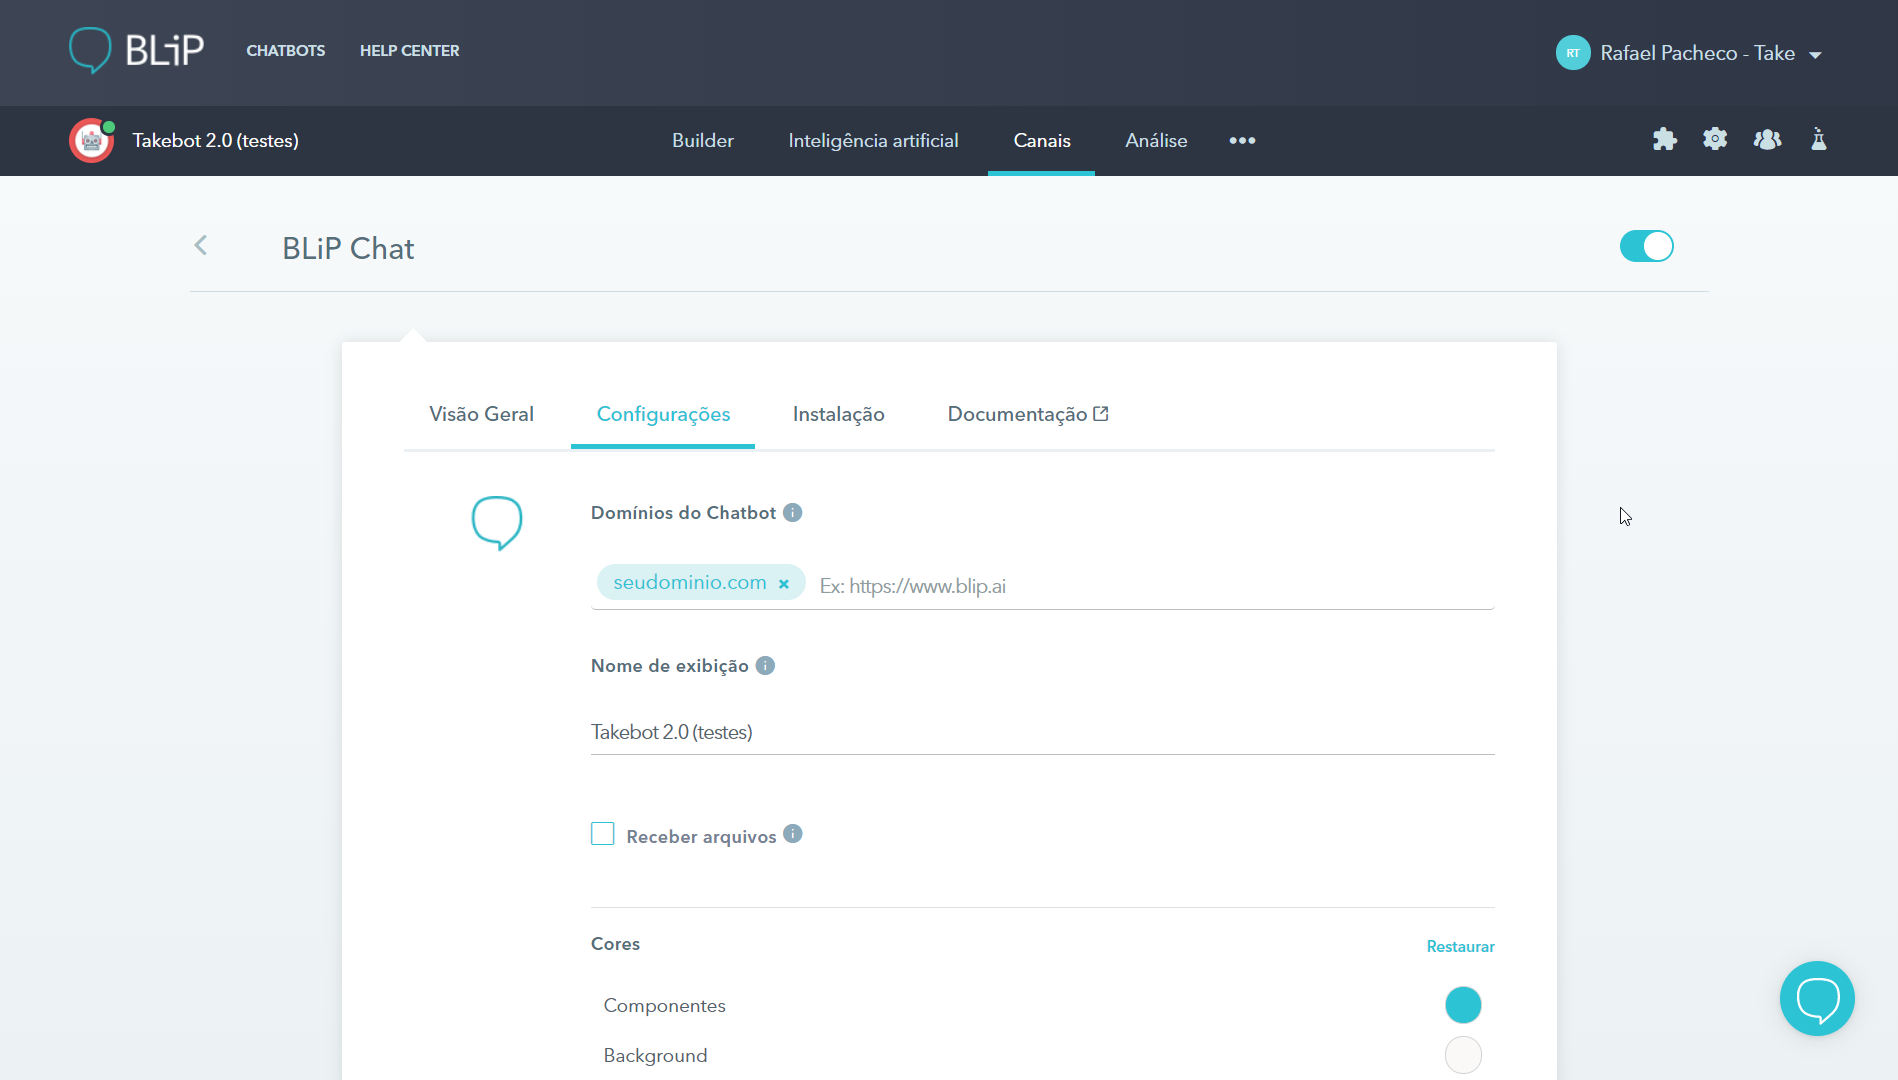 BLiP
CHATBOTS
HELP CENTER
RT
Rafael Pacheco - Take
Takebot 2.0 (testes)
Builder
Inteligência artificial
Canais
Análise
BLiP Chat
Visão Geral
Configurações
Instalação
Documentação
Domínios do Chatbot
seudominio.com ×
Ex: https://www.blip.ai
Nome de exibição
Takebot 2.0 (testes)
Receber arquivos
Cores
Restaurar
Componentes
Background